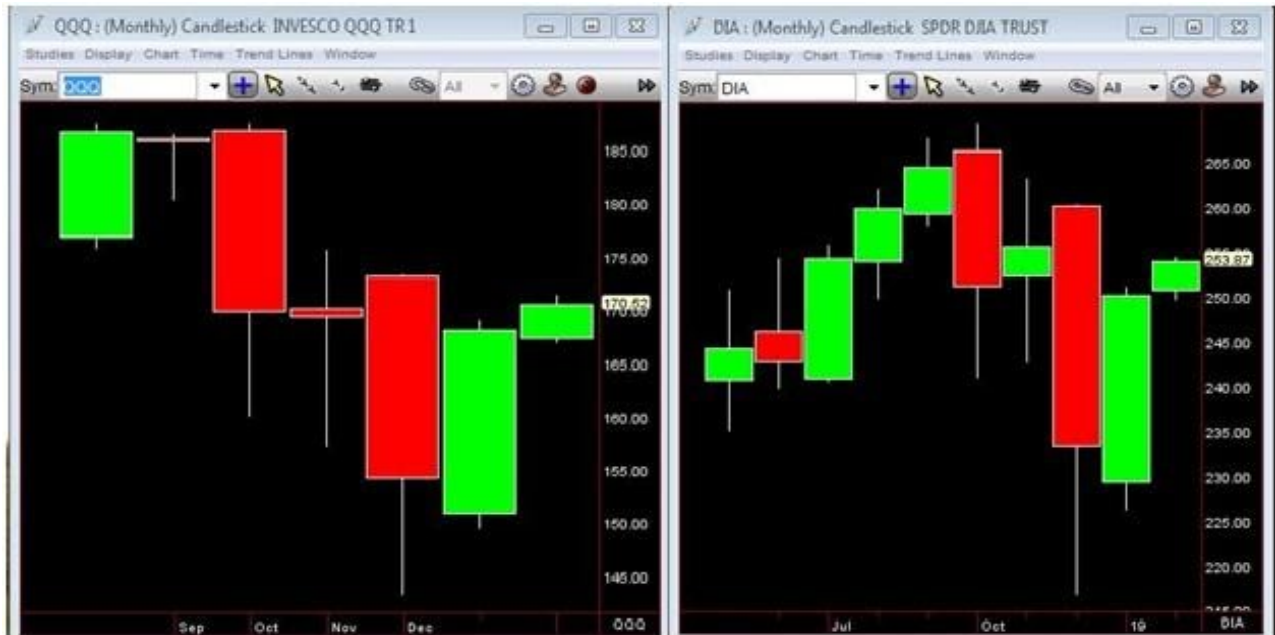 QQQ : (Monthly) Candlestick INVESCO QQQ TR 1
Studies Display Chart Time Trend Lines Window
Sym: QQQ All
185.00
180.00
175.00
170.52
170.00
165.00
160.00
155.00
150.00
145.00
Sep Oct Nov Dec QQQ
DIA : (Monthly) Candlestick SPDR DJIA TRUST
Studies Display Chart Time Trend Lines Window
Sym: DIA All
265.00
260.00
253.87
250.00
245.00
240.00
235.00
230.00
225.00
220.00
Jul Oct 19 DIA